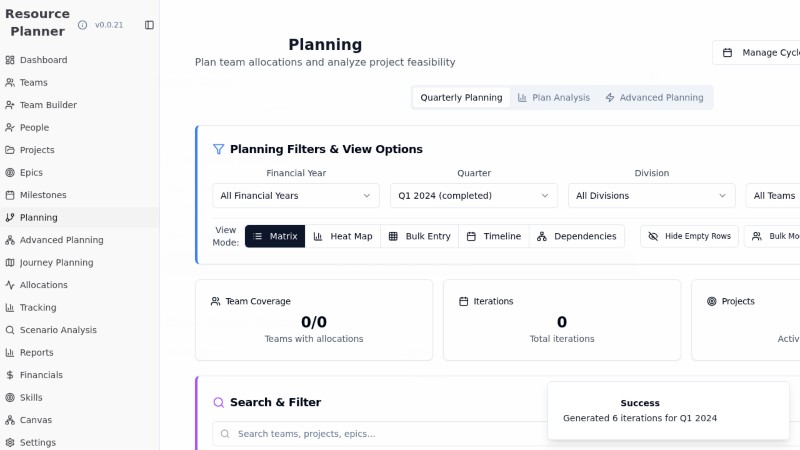 Resource
Planner
v0.0.21
Dashboard
Teams
Team Builder
People
Projects
Epics
Milestones
Planning
Advanced Planning
Journey Planning
Allocations
Tracking
Scenario Analysis
Reports
Financials
Skills
Canvas
Settings
Planning
Plan team allocations and analyze project feasibility
Manage Cycle
Quarterly Planning
Plan Analysis
Advanced Planning
Planning Filters & View Options
Financial Year
Quarter
Division
All Financial Years
Q1 2024 (completed)
All Divisions
All Teams
View
Mode:
Matrix
Heat Map
Bulk Entry
Timeline
Dependencies
Hide Empty Rows
Bulk Mo
Team Coverage
0/0
Teams with allocations
Iterations
0
Total iterations
Projects
Activ
Search & Filter
Search teams, projects, epics...
Success
Generated 6 iterations for Q1 2024